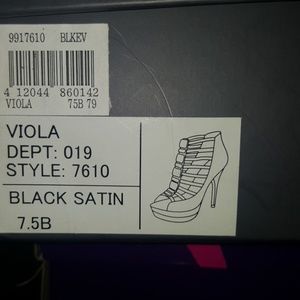 9917610 BLKEV
4 12044 860142
VIOLA 75B 79
VIOLA
DEPT: 019
STYLE: 7610
BLACK SATIN
7.5B